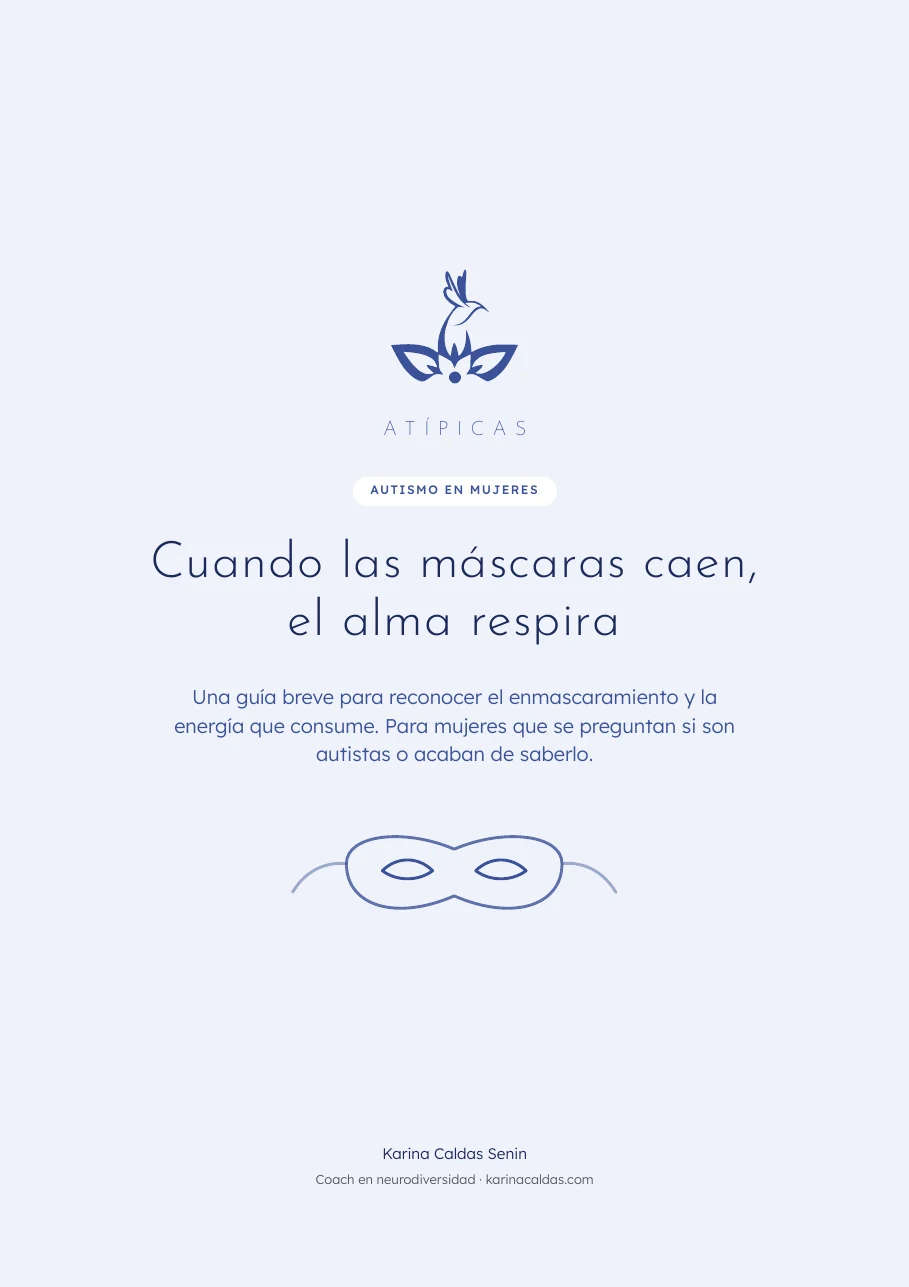 ATÍPICAS
AUTISMO EN MUJERES
Cuando las máscaras caen,
el alma respira
Una guía breve para reconocer el enmascaramiento y la
energía que consume. Para mujeres que se preguntan si son
autistas o acaban de saberlo.
Karina Caldas Senin
Coach en neurodiversidad · karinacaldas.com